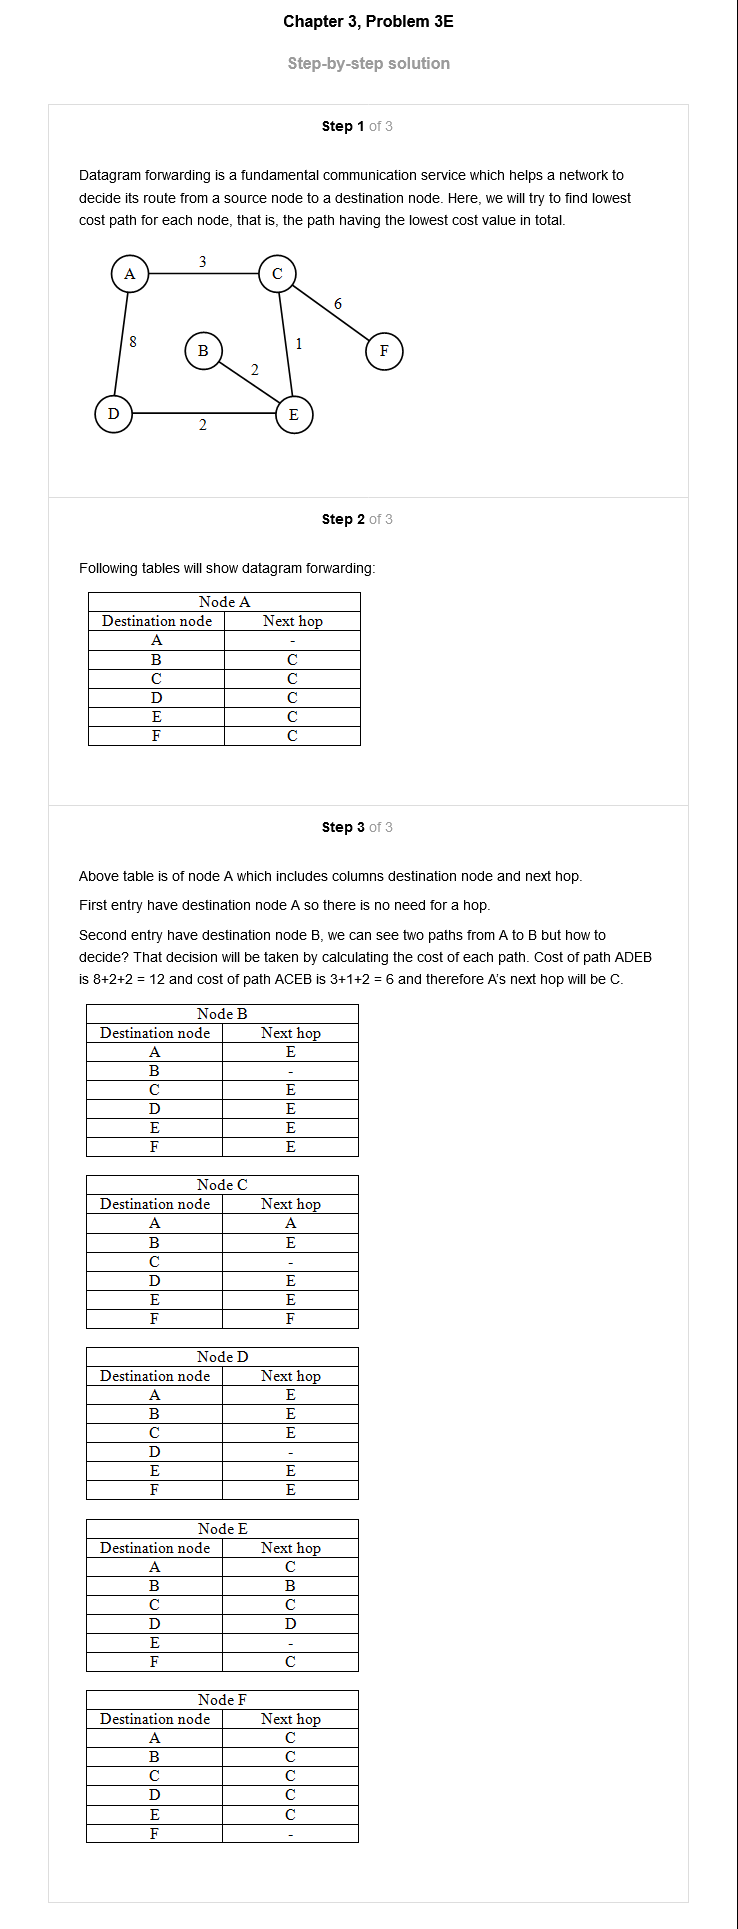 Chapter 3, Problem 3E
Step-by-step solution
Step 1 of 3
Datagram forwarding is a fundamental communication service which helps a network to
decide its route from a source node to a destination node. Here, we will try to find lowest
cost path for each node, that is, the path having the lowest cost value in total.
3
A
C
6
8
1
B
F
2
D
E
2
Step 2 of 3
Following tables will show datagram forwarding:
Node A
Destination node Next hop
A -
B C
C C
D C
E C
F C
Step 3 of 3
Above table is of node A which includes columns destination node and next hop.
First entry have destination node A so there is no need for a hop.
Second entry have destination node B, we can see two paths from A to B but how to
decide? That decision will be taken by calculating the cost of each path. Cost of path ADEB
is 8+2+2 = 12 and cost of path ACEB is 3+1+2 = 6 and therefore A's next hop will be C.
Node B
Destination node Next hop
A E
B -
C E
D E
E E
F E
Node C
Destination node Next hop
A A
B E
C -
D E
E E
F F
Node D
Destination node Next hop
A E
B E
C E
D -
E E
F E
Node E
Destination node Next hop
A C
B B
C C
D D
E -
F C
Node F
Destination node Next hop
A C
B C
C C
D C
E C
F -